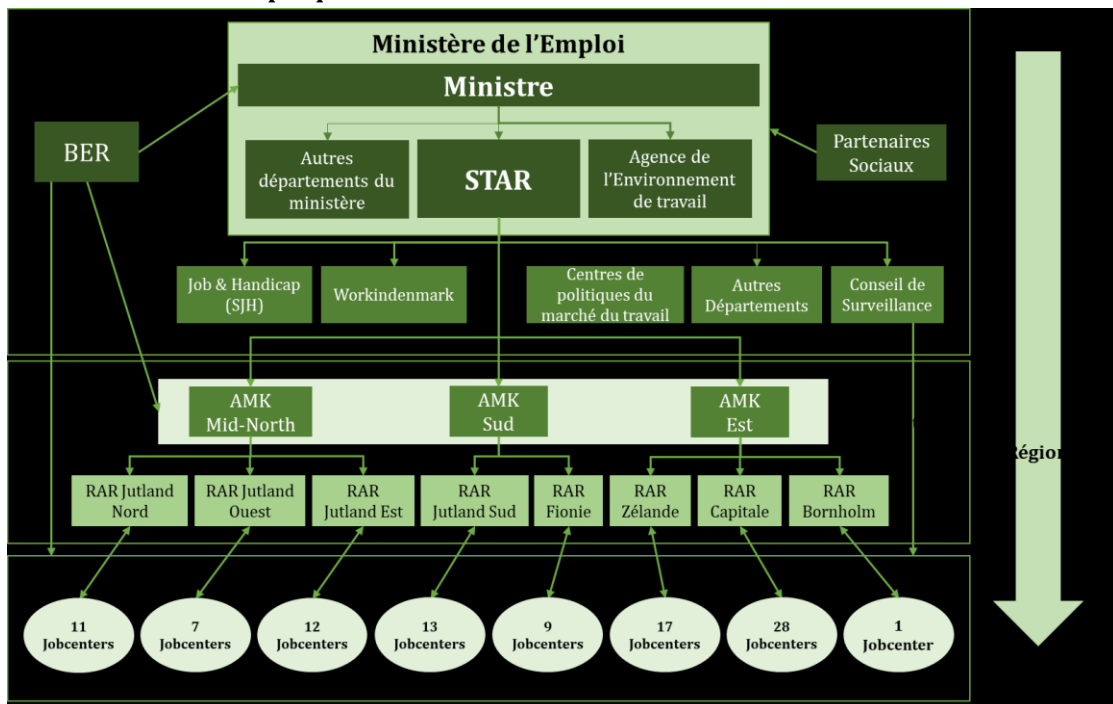 Ministère de l'Emploi
Ministre
BER
Autres
départements du
ministère
STAR
Agence de
l'Environnement
de travail
Partenaires
Sociaux
Job & Handicap
(SJH)
Workindenmark
Centres de
politiques du
marché du travail
Autres
Départements
Conseil de
Surveillance
AMK
Mid-North
AMK
Sud
AMK
Est
Région
RAR Jutland
Nord
RAR Jutland
Ouest
RAR
Jutland Est
RAR
Jutland Sud
RAR
Fionie
RAR
Zélande
RAR
Capitale
RAR
Bornholm
11
Jobcenters
7
Jobcenters
12
Jobcenters
13
Jobcenters
9
Jobcenters
17
Jobcenters
28
Jobcenters
1
Jobcenter